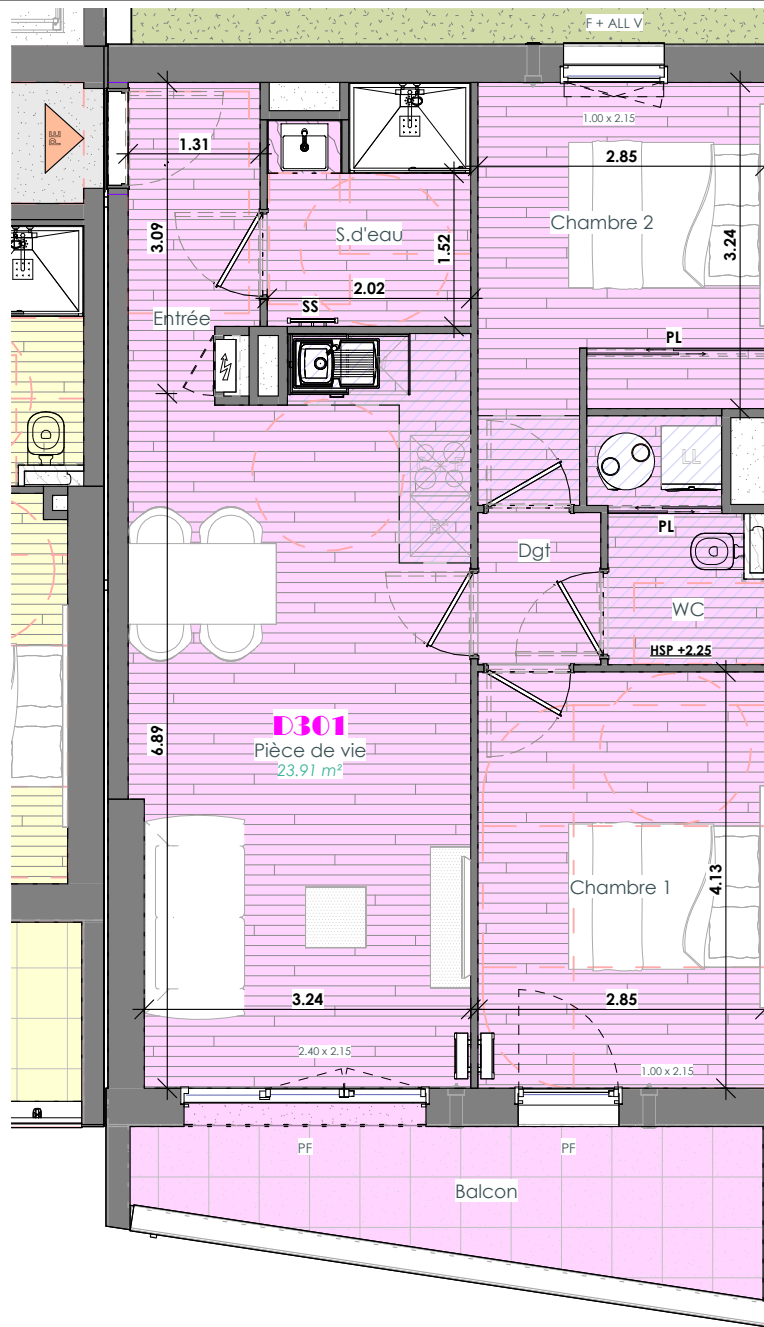 F + ALL V
1.00 x 2.15
PE
1.31
2.85
3.09
S.d'eau
1.52
Chambre 2
3.24
2.02
SS
Entrée
PL
LL
PL
Dgt
WC
HSP +2.25
D301
Pièce de vie
23.91 m²
6.89
Chambre 1
4.13
3.24
2.85
2.40 x 2.15
1.00 x 2.15
PF
PF
Balcon